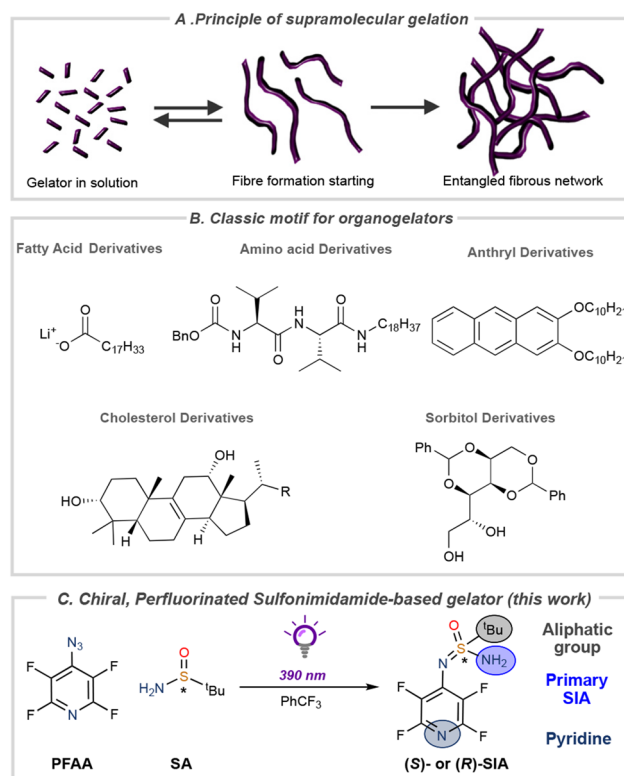 A .Principle of supramolecular gelation
Gelator in solution
Fibre formation starting
Entangled fibrous network
B. Classic motif for organogelators
Fatty Acid Derivatives
Amino acid Derivatives
Anthryl Derivatives
Li⁺
O
⁻O
C₁₇H₃₃
BnO
O
N
H
O
H
N
O
N
H
C₁₈H₃₇
OC₁₀H₂₁
OC₁₀H₂₁
Cholesterol Derivatives
Sorbitol Derivatives
OH
R
HO
H
H
Ph
O
O
O
O
Ph
OH
OH
C. Chiral, Perfluorinated Sulfonimidamide-based gelator (this work)
N₃
F
F
F
F
N
PFAA
O
H₂N
S
*
ᵗBu
SA
390 nm
PhCF₃
O
ᵗBu
S
*
N
NH₂
F
F
F
F
N
(S)- or (R)-SIA
Aliphatic
group
Primary
SIA
Pyridine